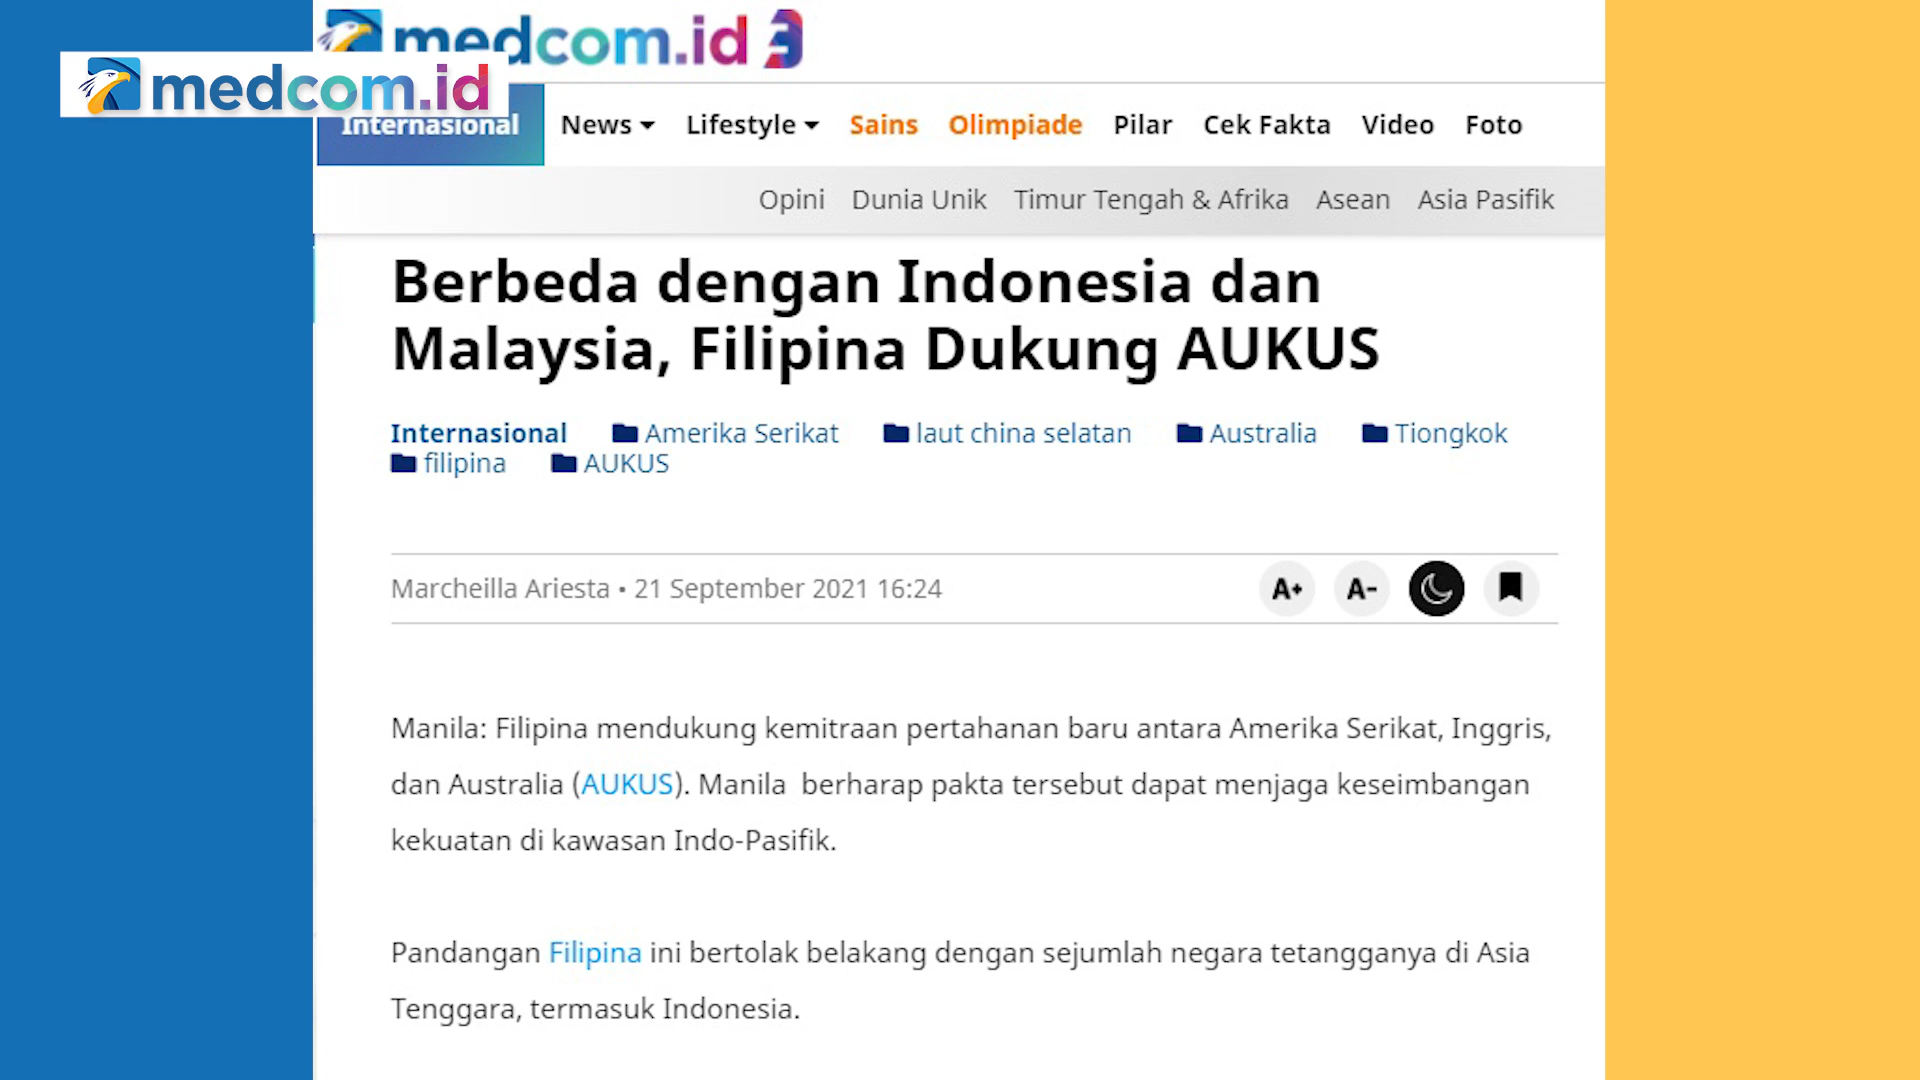 medcom.id
medcom.id
Internasional News Lifestyle Sains Olimpiade Pilar Cek Fakta Video Foto
Opini Dunia Unik Timur Tengah & Afrika Asean Asia Pasifik
Berbeda dengan Indonesia dan
Malaysia, Filipina Dukung AUKUS
Internasional Amerika Serikat laut china selatan Australia Tiongkok
filipina AUKUS
Marcheilla Ariesta • 21 September 2021 16:24 A+ A-
Manila: Filipina mendukung kemitraan pertahanan baru antara Amerika Serikat, Inggris,
dan Australia (AUKUS). Manila berharap pakta tersebut dapat menjaga keseimbangan
kekuatan di kawasan Indo-Pasifik.
Pandangan Filipina ini bertolak belakang dengan sejumlah negara tetangganya di Asia
Tenggara, termasuk Indonesia.